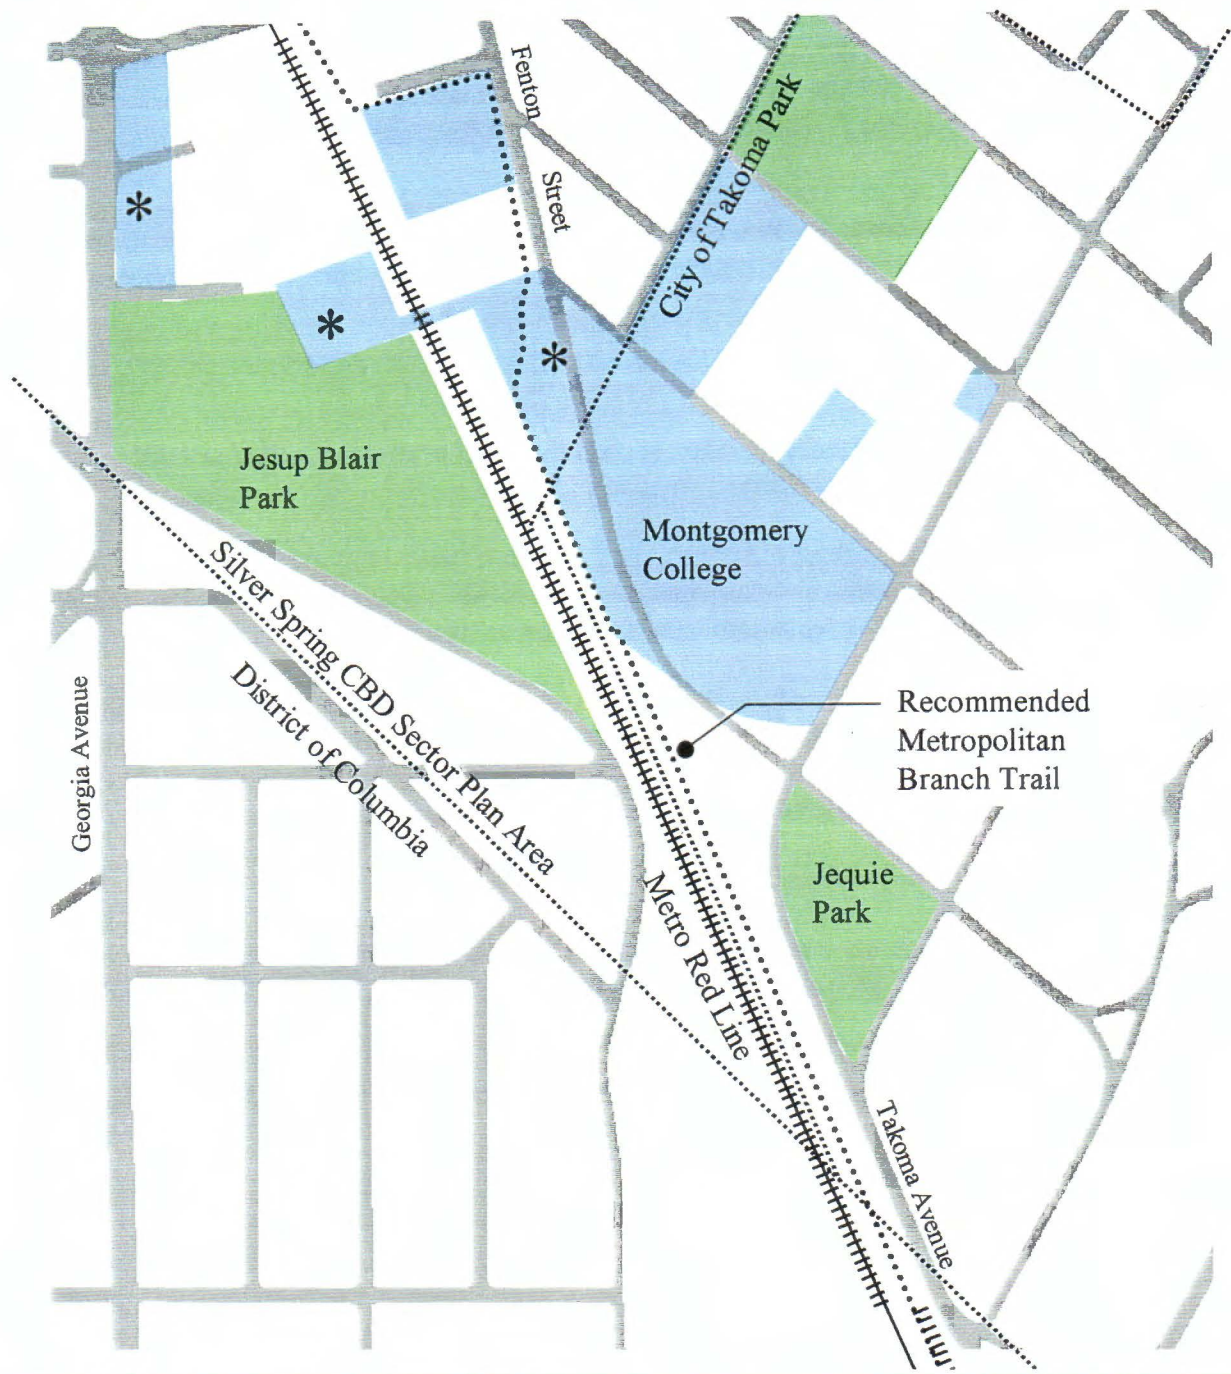 Fenton
Street
City of Takoma Park
*
*
*
Jesup Blair
Park
Montgomery
College
Silver Spring CBD Sector Plan Area
District of Columbia
Georgia Avenue
Recommended
Metropolitan
Branch Trail
Jequie
Park
Metro Red Line
Takoma Avenue